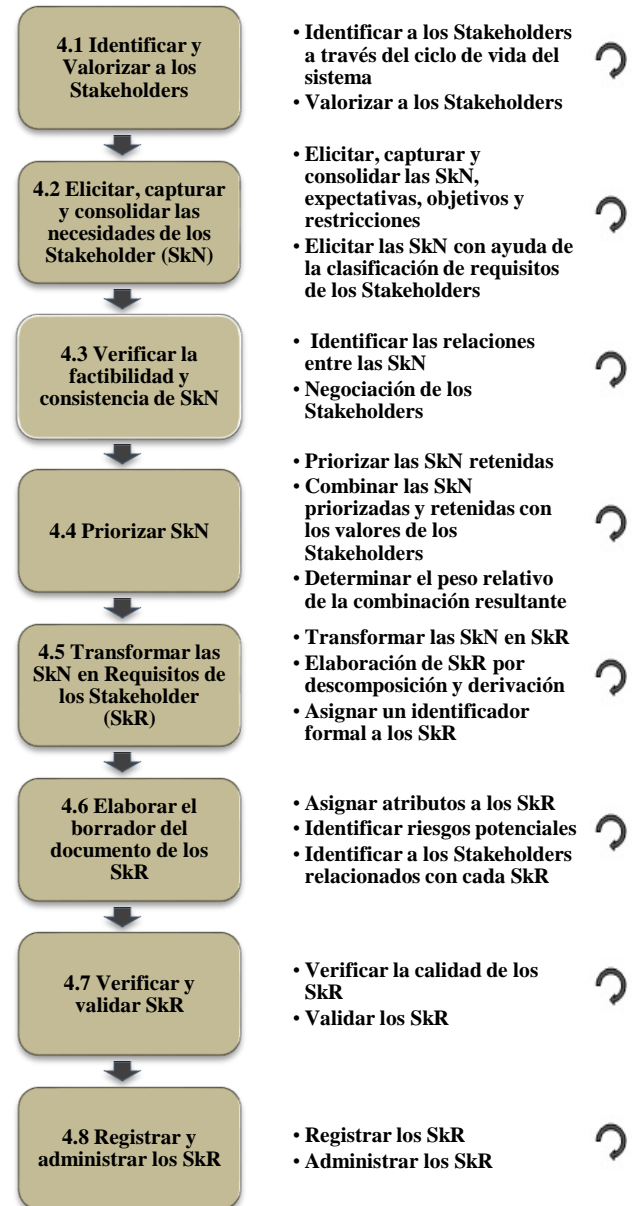 4.1 Identificar y
Valorizar a los
Stakeholders
• Identificar a los Stakeholders
a través del ciclo de vida del
sistema
• Valorizar a los Stakeholders
4.2 Elicitar, capturar
y consolidar las
necesidades de los
Stakeholder (SkN)
• Elicitar, capturar y
consolidar las SkN,
expectativas, objetivos y
restricciones
• Elicitar las SkN con ayuda de
la clasificación de requisitos
de los Stakeholders
4.3 Verificar la
factibilidad y
consistencia de SkN
• Identificar las relaciones
entre las SkN
• Negociación de los
Stakeholders
4.4 Priorizar SkN
• Priorizar las SkN retenidas
• Combinar las SkN
priorizadas y retenidas con
los valores de los
Stakeholders
• Determinar el peso relativo
de la combinación resultante
4.5 Transformar las
SkN en Requisitos de
los Stakeholder
(SkR)
• Transformar las SkN en SkR
• Elaboración de SkR por
descomposición y derivación
• Asignar un identificador
formal a los SkR
4.6 Elaborar el
borrador del
documento de los
SkR
• Asignar atributos a los SkR
• Identificar riesgos potenciales
• Identificar a los Stakeholders
relacionados con cada SkR
4.7 Verificar y
validar SkR
• Verificar la calidad de los
SkR
• Validar los SkR
4.8 Registrar y
administrar los SkR
• Registrar los SkR
• Administrar los SkR